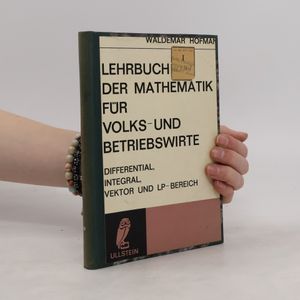 WALDEMAR HOFMAN
LEHRBUCH
DER MATHEMATIK
FÜR
VOLKS-UND
BETRIEBSWIRTE
DIFFERENTIAL,
INTEGRAL,
VEKTOR UND LP-BEREICH
ULLSTEIN